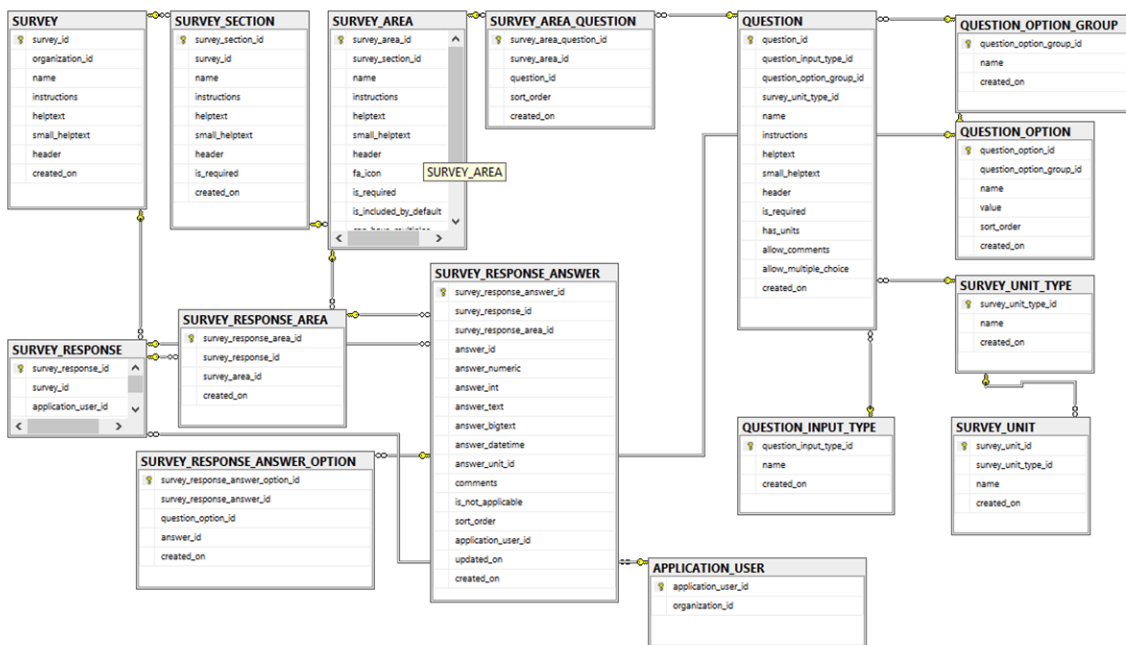 SURVEY
survey_id
organization_id
name
instructions
helptext
small_helptext
header
created_on
SURVEY_SECTION
survey_section_id
survey_id
name
instructions
helptext
small_helptext
header
is_required
created_on
SURVEY_AREA
survey_area_id
survey_section_id
name
instructions
helptext
small_helptext
header
fa_icon
is_required
is_included_by_default
SURVEY_AREA
SURVEY_AREA_QUESTION
survey_area_question_id
survey_area_id
question_id
sort_order
created_on
QUESTION
question_id
question_input_type_id
question_option_group_id
survey_unit_type_id
name
instructions
helptext
small_helptext
header
is_required
has_units
allow_comments
allow_multiple_choice
created_on
QUESTION_OPTION_GROUP
question_option_group_id
name
created_on
QUESTION_OPTION
question_option_id
question_option_group_id
name
value
sort_order
created_on
SURVEY_UNIT_TYPE
survey_unit_type_id
name
created_on
SURVEY_UNIT
survey_unit_id
survey_unit_type_id
name
created_on
QUESTION_INPUT_TYPE
question_input_type_id
name
created_on
SURVEY_RESPONSE_ANSWER
survey_response_answer_id
survey_response_id
survey_response_area_id
answer_id
answer_numeric
answer_int
answer_text
answer_bigtext
answer_datetime
answer_unit_id
comments
is_not_applicable
sort_order
application_user_id
updated_on
created_on
SURVEY_RESPONSE_AREA
survey_response_area_id
survey_response_id
survey_area_id
created_on
SURVEY_RESPONSE
survey_response_id
survey_id
application_user_id
SURVEY_RESPONSE_ANSWER_OPTION
survey_response_answer_option_id
survey_response_answer_id
question_option_id
answer_id
created_on
APPLICATION_USER
application_user_id
organization_id